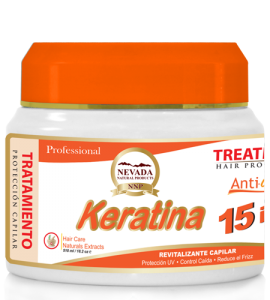 Professional
TREAT
HAIR PRO
Anti-
TRATAMIENTO
PROTECCIÓN CAPILAR
NEVADA
NATURAL PRODUCTS
NNP
Keratina
15
Hair Care
Naturals Extracts
REVITALIZANTE CAPILAR
Protección UV • Control Caída • Reduce el Frizz